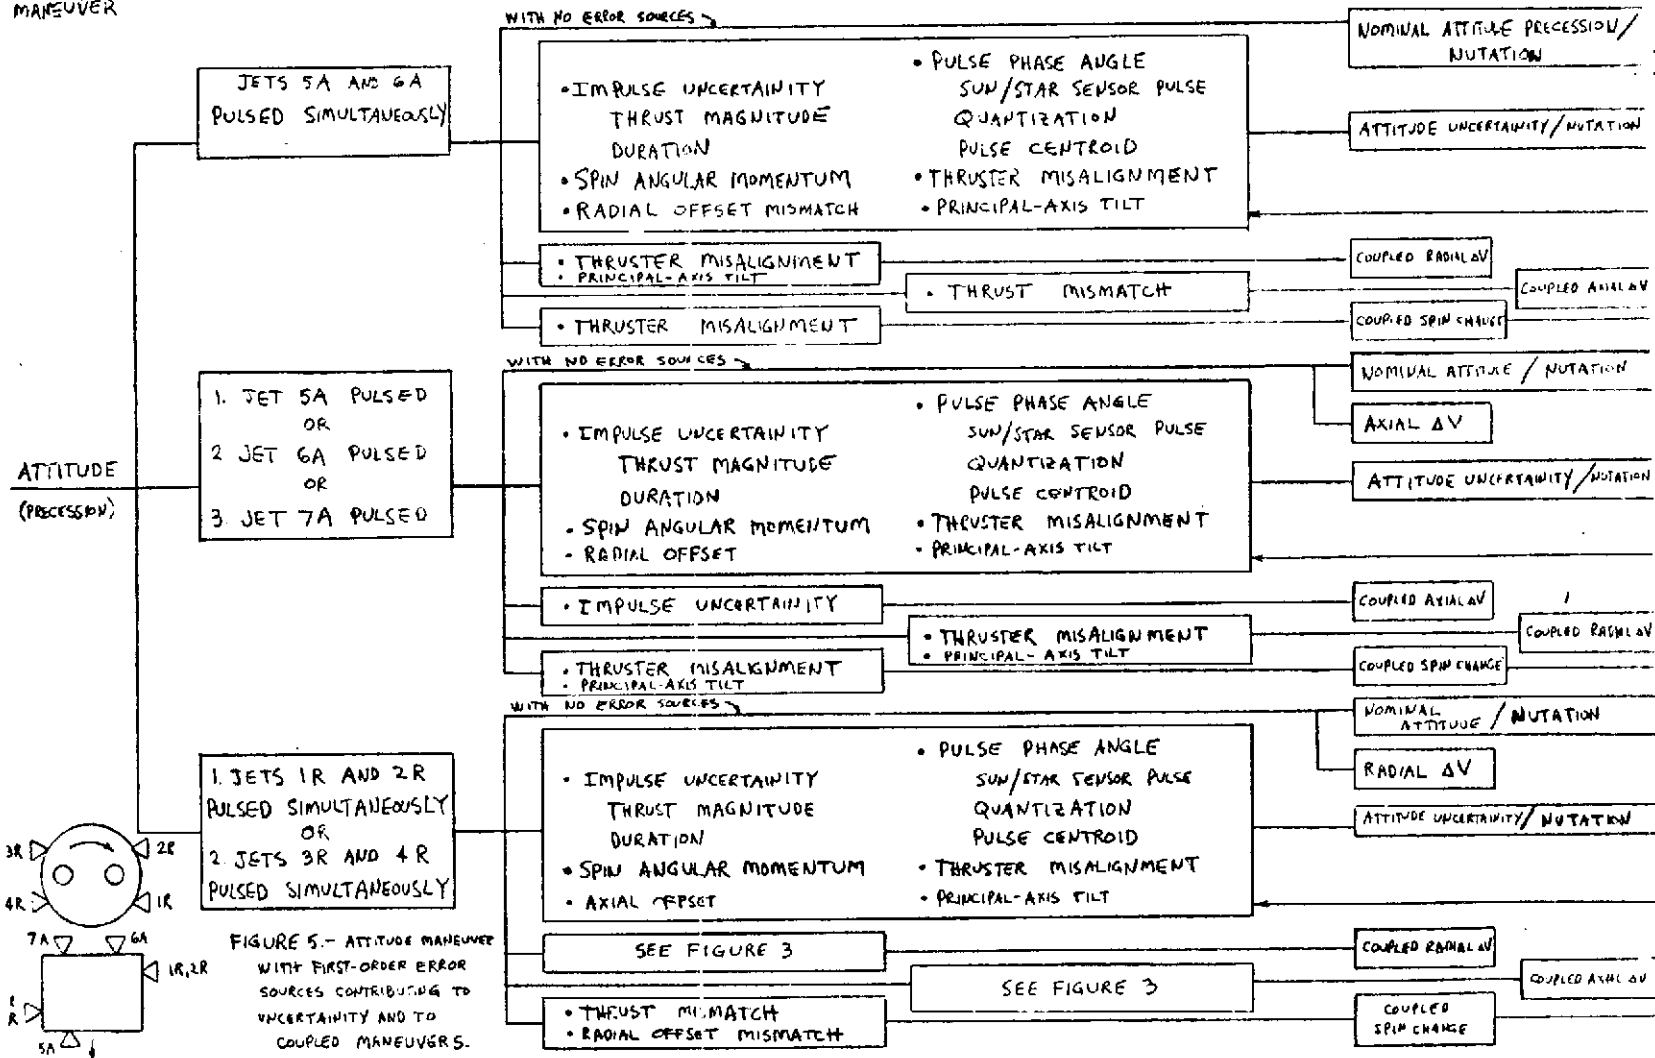 MANEUVER
WITH NO ERROR SOURCES
NOMINAL ATTITUDE PRECESSION/
NUTATION
JETS 5A AND 6A
PULSED SIMULTANEOUSLY
• IMPULSE UNCERTAINITY
THRUST MAGNITUDE
DURATION
• SPIN ANGULAR MOMENTUM
• RADIAL OFFSET MISMATCH
• PULSE PHASE ANGLE
SUN/STAR SENSOR PULSE
QUANTIZATION
PULSE CENTROID
• THRUSTER MISALIGNMENT
• PRINCIPAL-AXIS TILT
ATTITUDE UNCERTAINITY/NUTATION
• THRUSTER MISALIGNMENT
• PRINCIPAL-AXIS TILT
COUPLED RADIAL ΔV
• THRUST MISMATCH
COUPLED AXIAL ΔV
• THRUSTER MISALIGNMENT
COUPLED SPIN CHANGE
ATTITUDE
(PRECESSION)
WITH NO ERROR SOURCES
NOMINAL ATTITUDE / NUTATION
AXIAL ΔV
1. JET 5A PULSED
OR
2 JET 6A PULSED
OR
3. JET 7A PULSED
• IMPULSE UNCERTAINITY
THRUST MAGNITUDE
DURATION
• SPIN ANGULAR MOMENTUM
• RADIAL OFFSET
• PULSE PHASE ANGLE
SUN/STAR SENSOR PULSE
QUANTIZATION
PULSE CENTROID
• THRUSTER MISALIGNMENT
• PRINCIPAL-AXIS TILT
ATTITUDE UNCERTAINITY/NUTATION
• IMPULSE UNCERTAINITY
COUPLED AXIAL ΔV
• THRUSTER MISALIGNMENT
• PRINCIPAL-AXIS TILT
COUPLED RADIAL ΔV
• THRUSTER MISALIGNMENT
• PRINCIPAL-AXIS TILT
COUPLED SPIN CHANGE
WITH NO ERROR SOURCES
NOMINAL
ATTITUDE / NUTATION
RADIAL ΔV
1. JETS 1R AND 2R
PULSED SIMULTANEOUSLY
OR
2. JETS 3R AND 4R
PULSED SIMULTANEOUSLY
• IMPULSE UNCERTAINITY
THRUST MAGNITUDE
DURATION
• SPIN ANGULAR MOMENTUM
• AXIAL OFFSET
• PULSE PHASE ANGLE
SUN/STAR SENSOR PULSE
QUANTIZATION
PULSE CENTROID
• THRUSTER MISALIGNMENT
• PRINCIPAL-AXIS TILT
ATTITUDE UNCERTAINITY/NUTATION
SEE FIGURE 3
COUPLED RADIAL ΔV
SEE FIGURE 3
COUPLED AXIAL ΔV
• THRUST MISMATCH
• RADIAL OFFSET MISMATCH
COUPLED
SPIN CHANGE
3R
2R
4R
1R
7A
6A
1R,2R
R
5A
FIGURE 5.- ATTITUDE MANEUVER
WITH FIRST-ORDER ERROR
SOURCES CONTRIBUTING TO
UNCERTAINITY AND TO
COUPLED MANEUVERS.